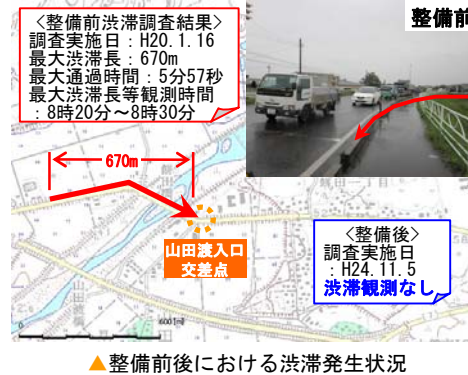 <整備前渋滞調査結果>
調査実施日：H20.1.16
最大渋滞長：670m
最大通過時間：5分57秒
最大渋滞長等観測時間
：8時20分～8時30分
整備前
670m
山田渡入口
交差点
<整備後>
調査実施日
：H24.11.5
渋滞観測なし
0
600m
▲整備前後における渋滞発生状況